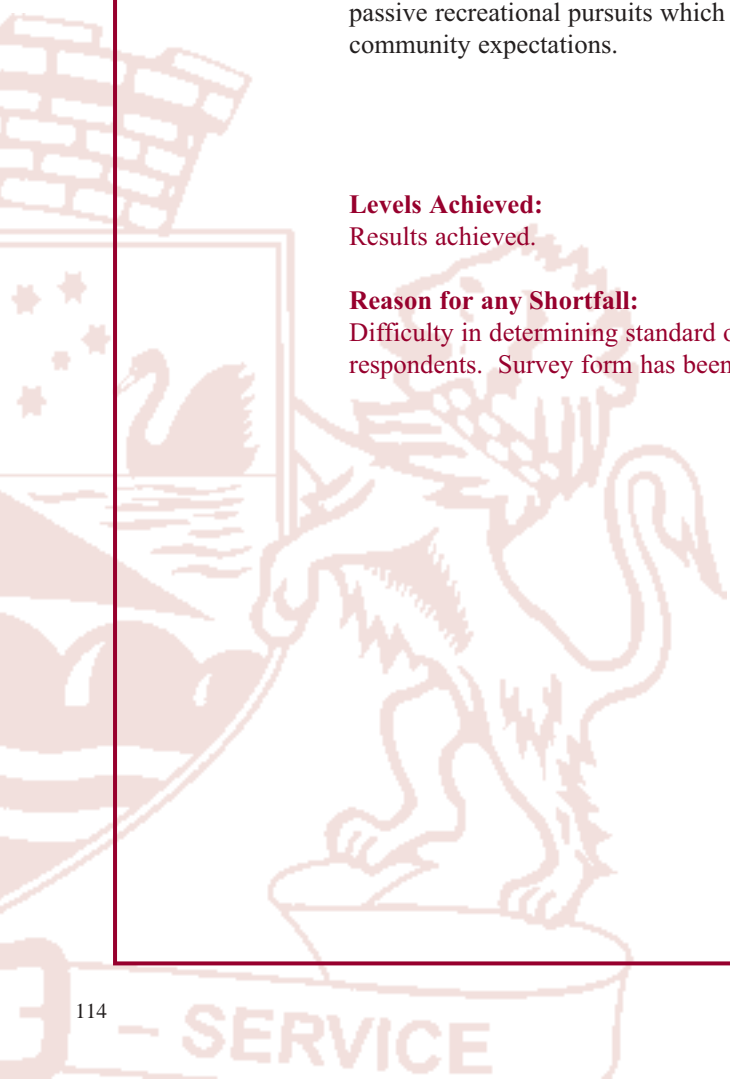 passive recreational pursuits which
community expectations.
Levels Achieved:
Results achieved.
Reason for any Shortfall:
Difficulty in determining standard
respondents.  Survey form has been
114
– SERVICE